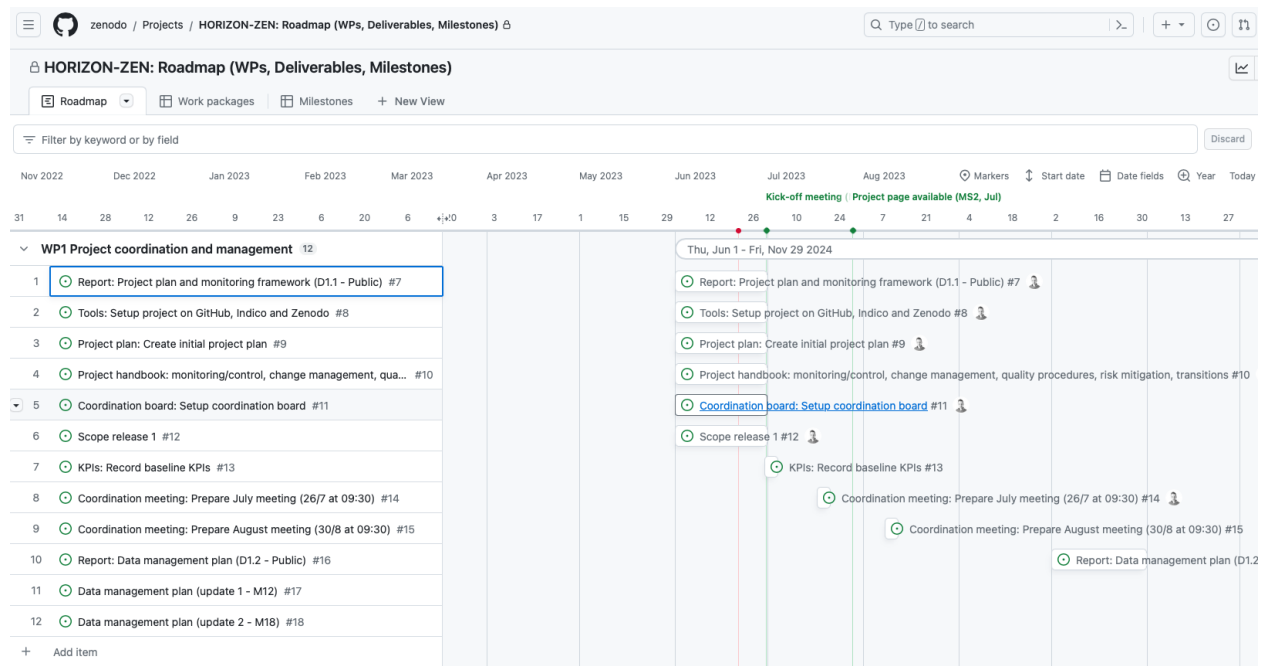 zenodo / Projects / HORIZON-ZEN: Roadmap (WPs, Deliverables, Milestones)
Type / to search
HORIZON-ZEN: Roadmap (WPs, Deliverables, Milestones)
Roadmap Work packages Milestones + New View
Filter by keyword or by field
Discard
Nov 2022 Dec 2022 Jan 2023 Feb 2023 Mar 2023 Apr 2023 May 2023 Jun 2023 Jul 2023 Aug 2023 Markers Start date Date fields Year Today
Kick-off meeting ( Project page available (MS2, Jul)
31 14 28 12 26 9 23 6 20 6 20 3 17 1 15 29 12 26 10 24 7 21 4 18 2 16 30 13 27
WP1 Project coordination and management 12
Thu, Jun 1 - Fri, Nov 29 2024
1 Report: Project plan and monitoring framework (D1.1 - Public) #7
Report: Project plan and monitoring framework (D1.1 - Public) #7
2 Tools: Setup project on GitHub, Indico and Zenodo #8
Tools: Setup project on GitHub, Indico and Zenodo #8
3 Project plan: Create initial project plan #9
Project plan: Create initial project plan #9
4 Project handbook: monitoring/control, change management, qua... #10
Project handbook: monitoring/control, change management, quality procedures, risk mitigation, transitions #10
5 Coordination board: Setup coordination board #11
Coordination board: Setup coordination board #11
6 Scope release 1 #12
Scope release 1 #12
7 KPIs: Record baseline KPIs #13
KPIs: Record baseline KPIs #13
8 Coordination meeting: Prepare July meeting (26/7 at 09:30) #14
Coordination meeting: Prepare July meeting (26/7 at 09:30) #14
9 Coordination meeting: Prepare August meeting (30/8 at 09:30) #15
Coordination meeting: Prepare August meeting (30/8 at 09:30) #15
10 Report: Data management plan (D1.2 - Public) #16
Report: Data management plan (D1.2
11 Data management plan (update 1 - M12) #17
12 Data management plan (update 2 - M18) #18
+ Add item